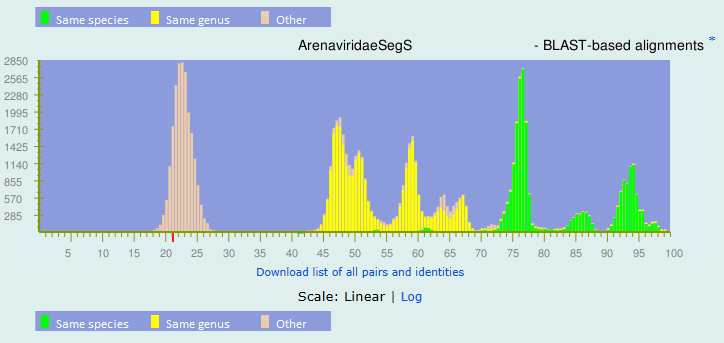 Same species Same genus Other
ArenaviridaeSegS - BLAST-based alignments *
2850
2565
2280
1995
1710
1425
1140
855
570
285
5 10 15 20 25 30 35 40 45 50 55 60 65 70 75 80 85 90 95 100
Download list of all pairs and identities
Scale: Linear | Log
Same species Same genus Other